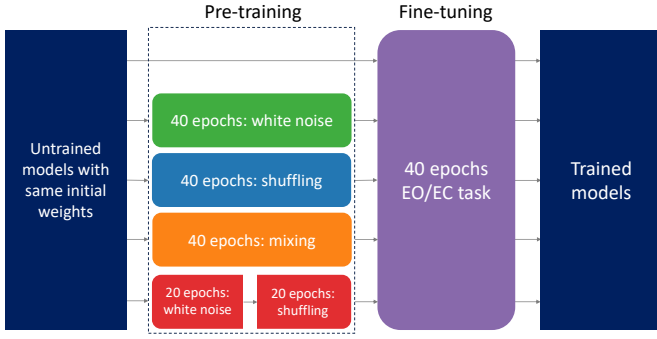 Pre-training
Fine-tuning
Untrained
models with
same initial
weights
40 epochs: white noise
40 epochs: shuffling
40 epochs: mixing
20 epochs:
white noise
20 epochs:
shuffling
40 epochs
EO/EC task
Trained
models